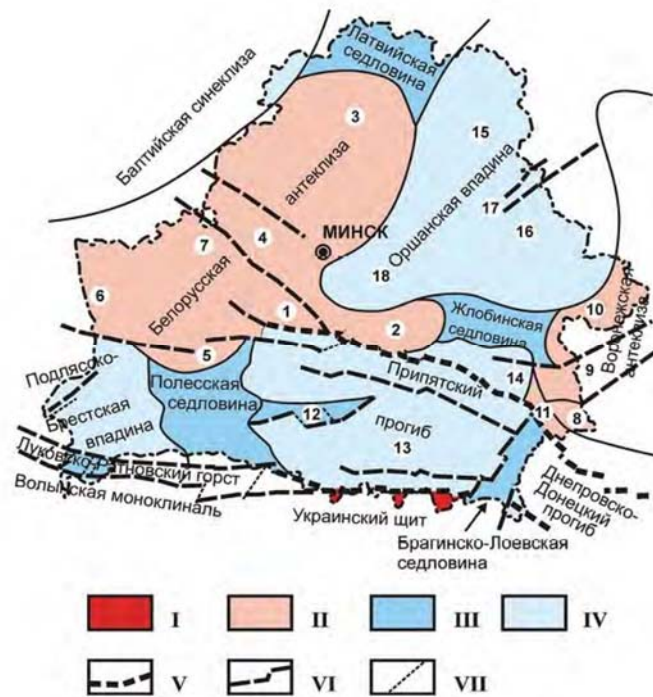 Латвийская
седловина
Балтийская синеклиза
3
15
антеклиза
Оршанская впадина
17
16
4
МИНСК
7
18
6
Белорусская
1
2
Жлобинская
седловина
10
Воронежская
антеклиза
9
5
Подлясско-
Брестская
впадина
Полесская
седловина
Припятский
прогиб
14
12
11
8
13
Луковско-Ратновский горст
Волынская моноклиналь
Украинский щит
Днепровско-
Донецкий
прогиб
Брагинско-Лоевская
седловина
I
II
III
IV
V
VI
VII